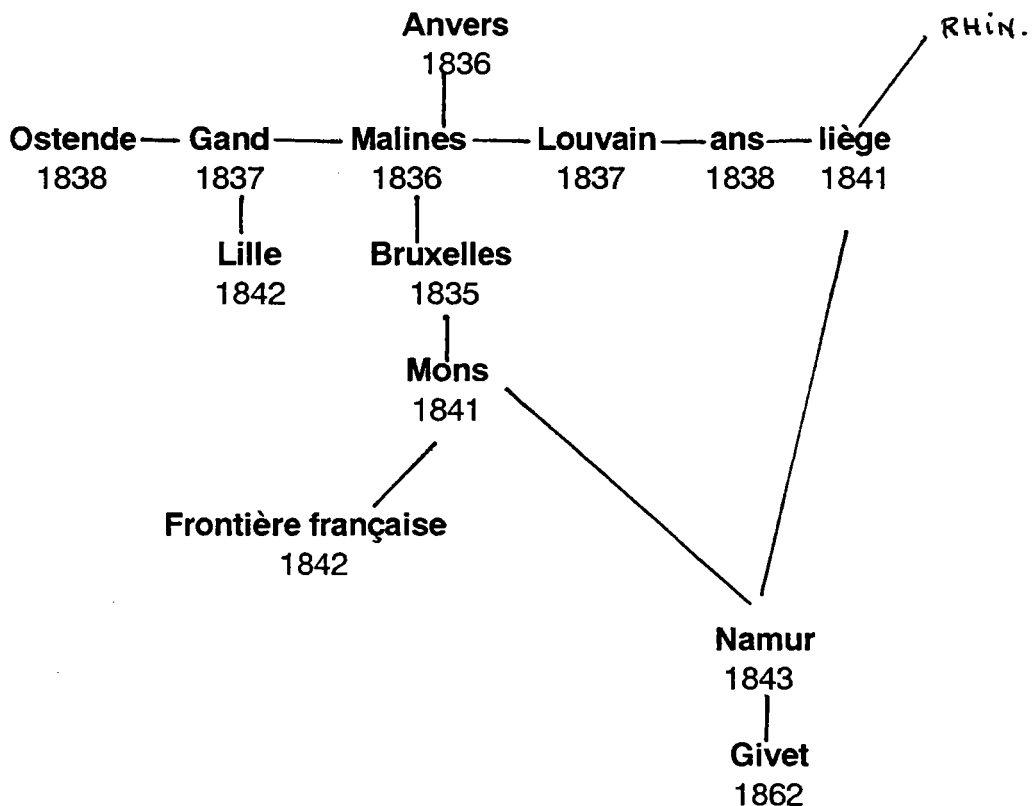 Anvers
1836
RHIN.
Ostende Gand Malines Louvain ans liège
1838 1837 1836 1837 1838 1841
Lille Bruxelles
1842 1835
Mons
1841
Frontière française
1842
Namur
1843
Givet
1862